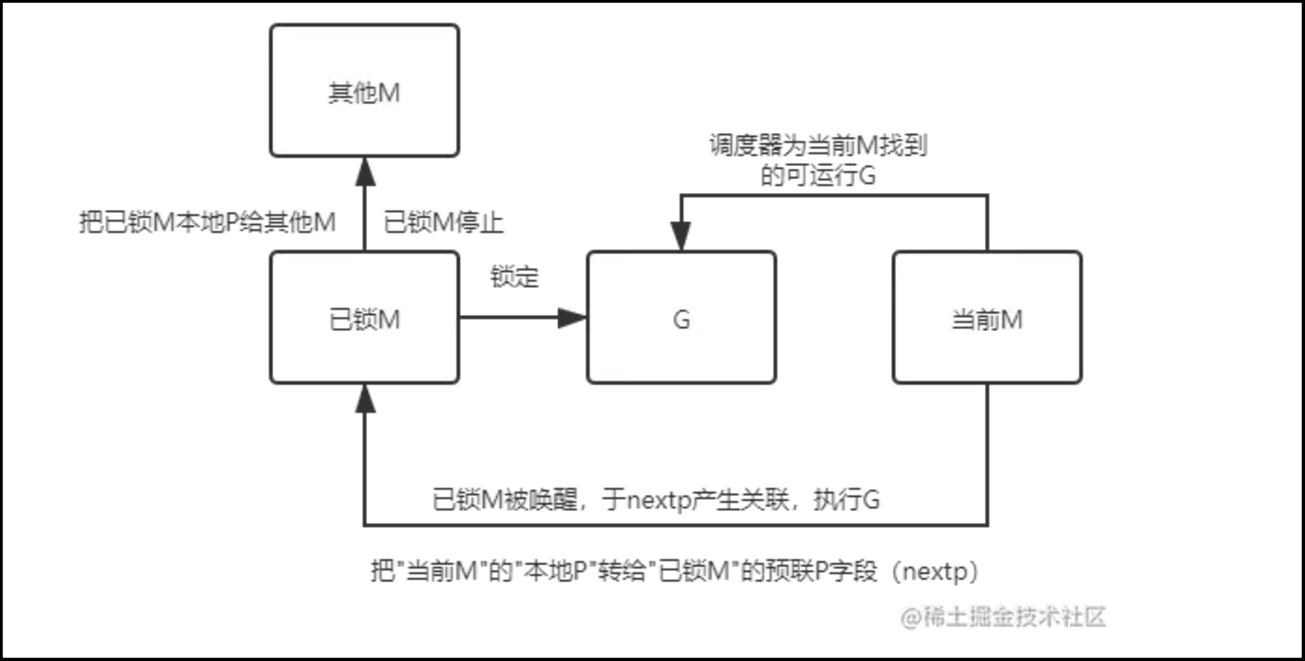 其他M
调度器为当前M找到
的可运行G
把已锁M本地P给其他M
已锁M停止
锁定
已锁M
G
当前M
已锁M被唤醒，于nextp产生关联，执行G
把"当前M"的"本地P"转给"已锁M"的预联P字段（nextp）
@稀土掘金技术社区